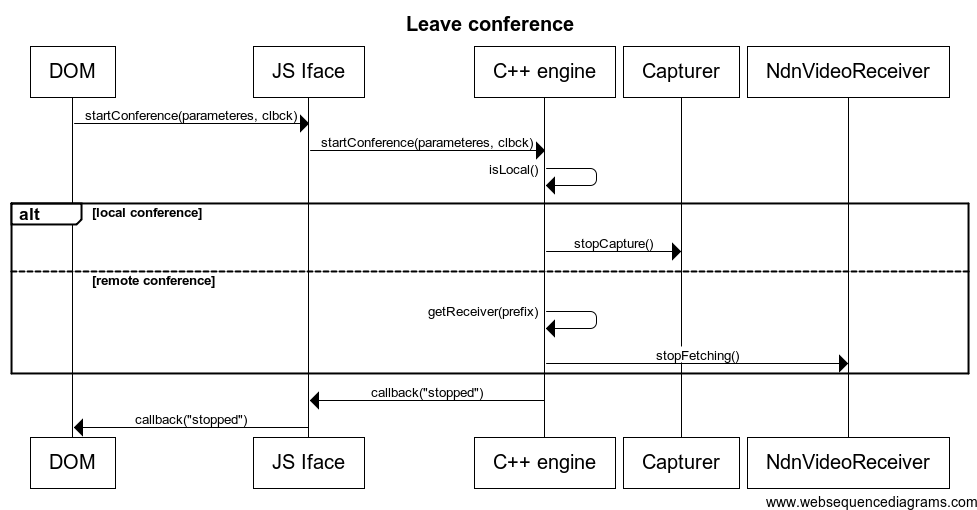 Leave conference
DOM JS Iface C++ engine Capturer NdnVideoReceiver
startConference(parameteres, clbck)
startConference(parameteres, clbck)
isLocal()
alt [local conference]
stopCapture()
[remote conference]
getReceiver(prefix)
stopFetching()
callback("stopped")
callback("stopped")
DOM JS Iface C++ engine Capturer NdnVideoReceiver
www.websequencediagrams.com